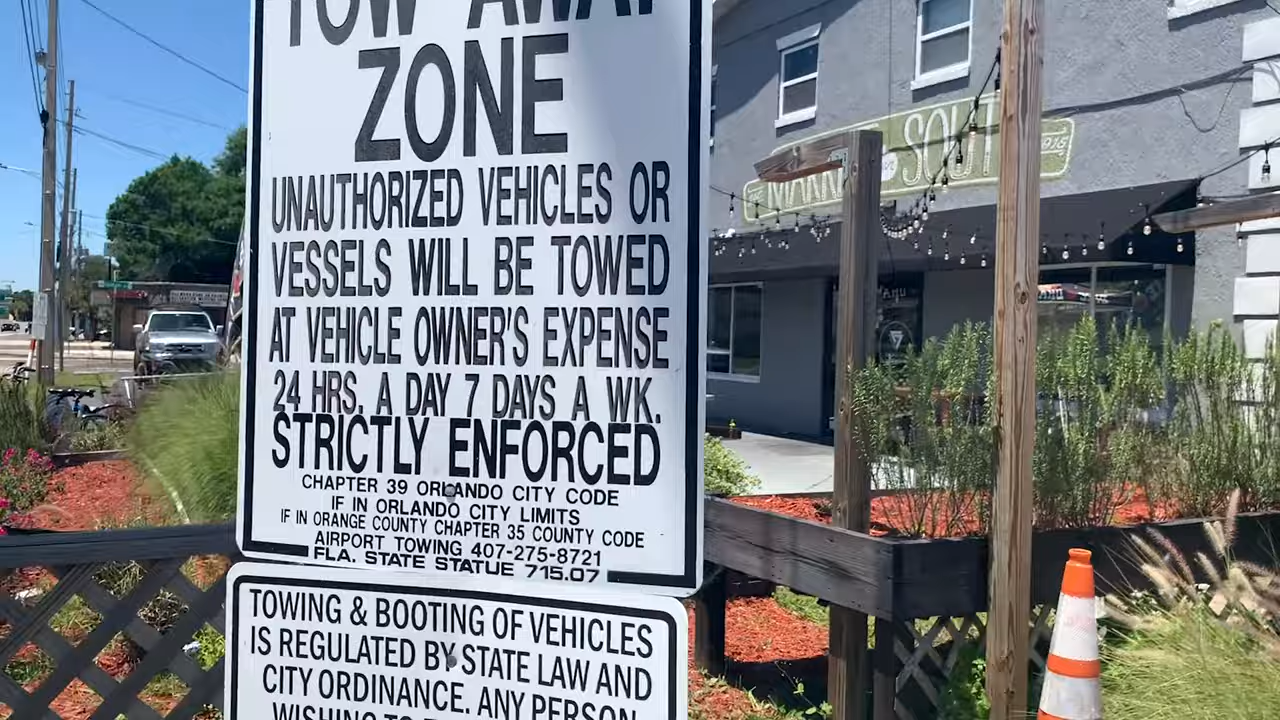 TOW AWAY
ZONE
UNAUTHORIZED VEHICLES OR
VESSELS WILL BE TOWED
AT VEHICLE OWNER'S EXPENSE
24 HRS. A DAY 7 DAYS A WK.
STRICTLY ENFORCED
CHAPTER 39 ORLANDO CITY CODE
IF IN ORLANDO CITY LIMITS
IF IN ORANGE COUNTY CHAPTER 35 COUNTY CODE
AIRPORT TOWING 407-275-8721
FLA. STATE STATUE 715.07
TOWING & BOOTING OF VEHICLES
IS REGULATED BY STATE LAW AND
CITY ORDINANCE. ANY PERSON
WISHING TO